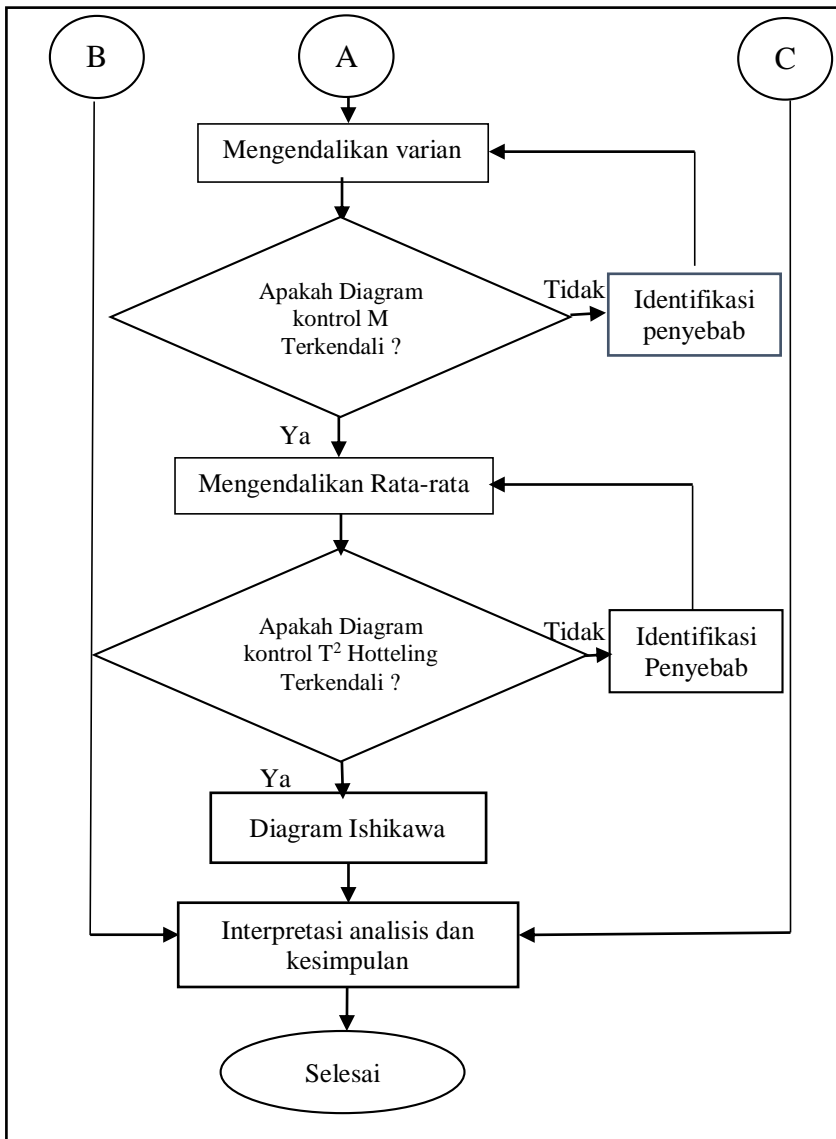 B
A
C
Mengendalikan varian
Apakah Diagram
kontrol M
Terkendali ?
Tidak
Identifikasi
penyebab
Ya
Mengendalikan Rata-rata
Apakah Diagram
kontrol T² Hotteling
Terkendali ?
Tidak
Identifikasi
Penyebab
Ya
Diagram Ishikawa
Interpretasi analisis dan
kesimpulan
Selesai